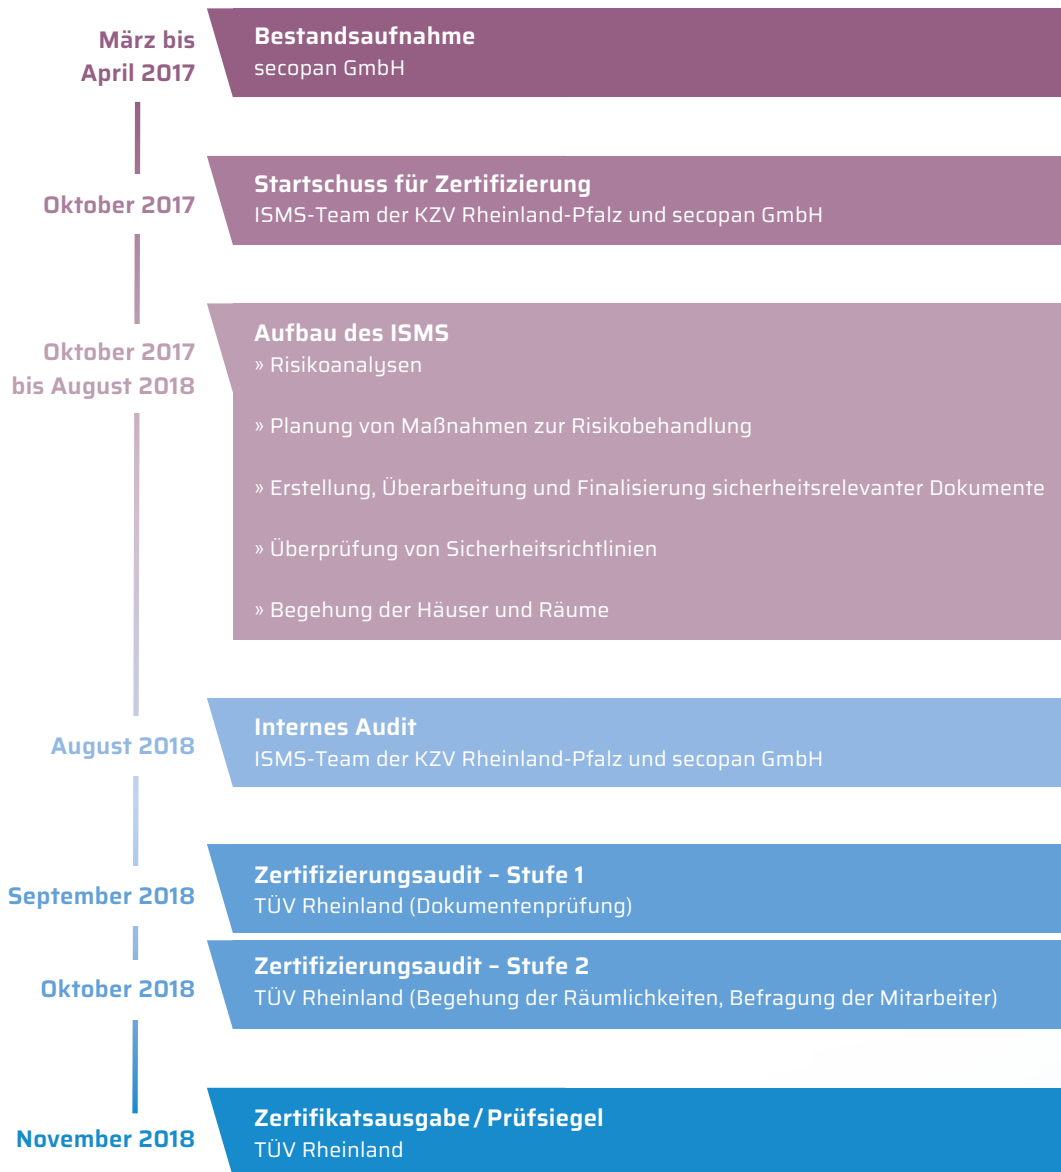 März bis
April 2017
Bestandsaufnahme
secopan GmbH
Oktober 2017
Startschuss für Zertifizierung
ISMS-Team der KZV Rheinland-Pfalz und secopan GmbH
Oktober 2017
bis August 2018
Aufbau des ISMS
» Risikoanalysen
» Planung von Maßnahmen zur Risikobehandlung
» Erstellung, Überarbeitung und Finalisierung sicherheitsrelevanter Dokumente
» Überprüfung von Sicherheitsrichtlinien
» Begehung der Häuser und Räume
August 2018
Internes Audit
ISMS-Team der KZV Rheinland-Pfalz und secopan GmbH
September 2018
Zertifizierungsaudit – Stufe 1
TÜV Rheinland (Dokumentenprüfung)
Oktober 2018
Zertifizierungsaudit – Stufe 2
TÜV Rheinland (Begehung der Räumlichkeiten, Befragung der Mitarbeiter)
November 2018
Zertifikatsausgabe / Prüfsiegel
TÜV Rheinland